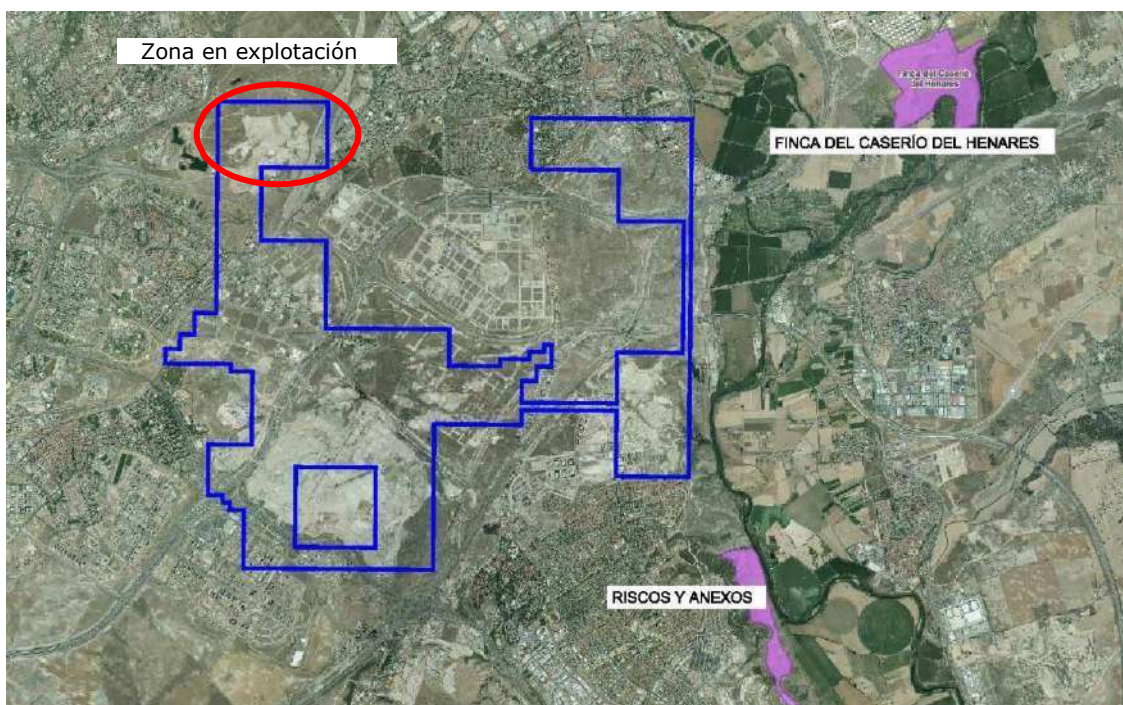 Zona en explotación
Finca del Caserío
del Henares
FINCA DEL CASERÍO DEL HENARES
RISCOS Y ANEXOS